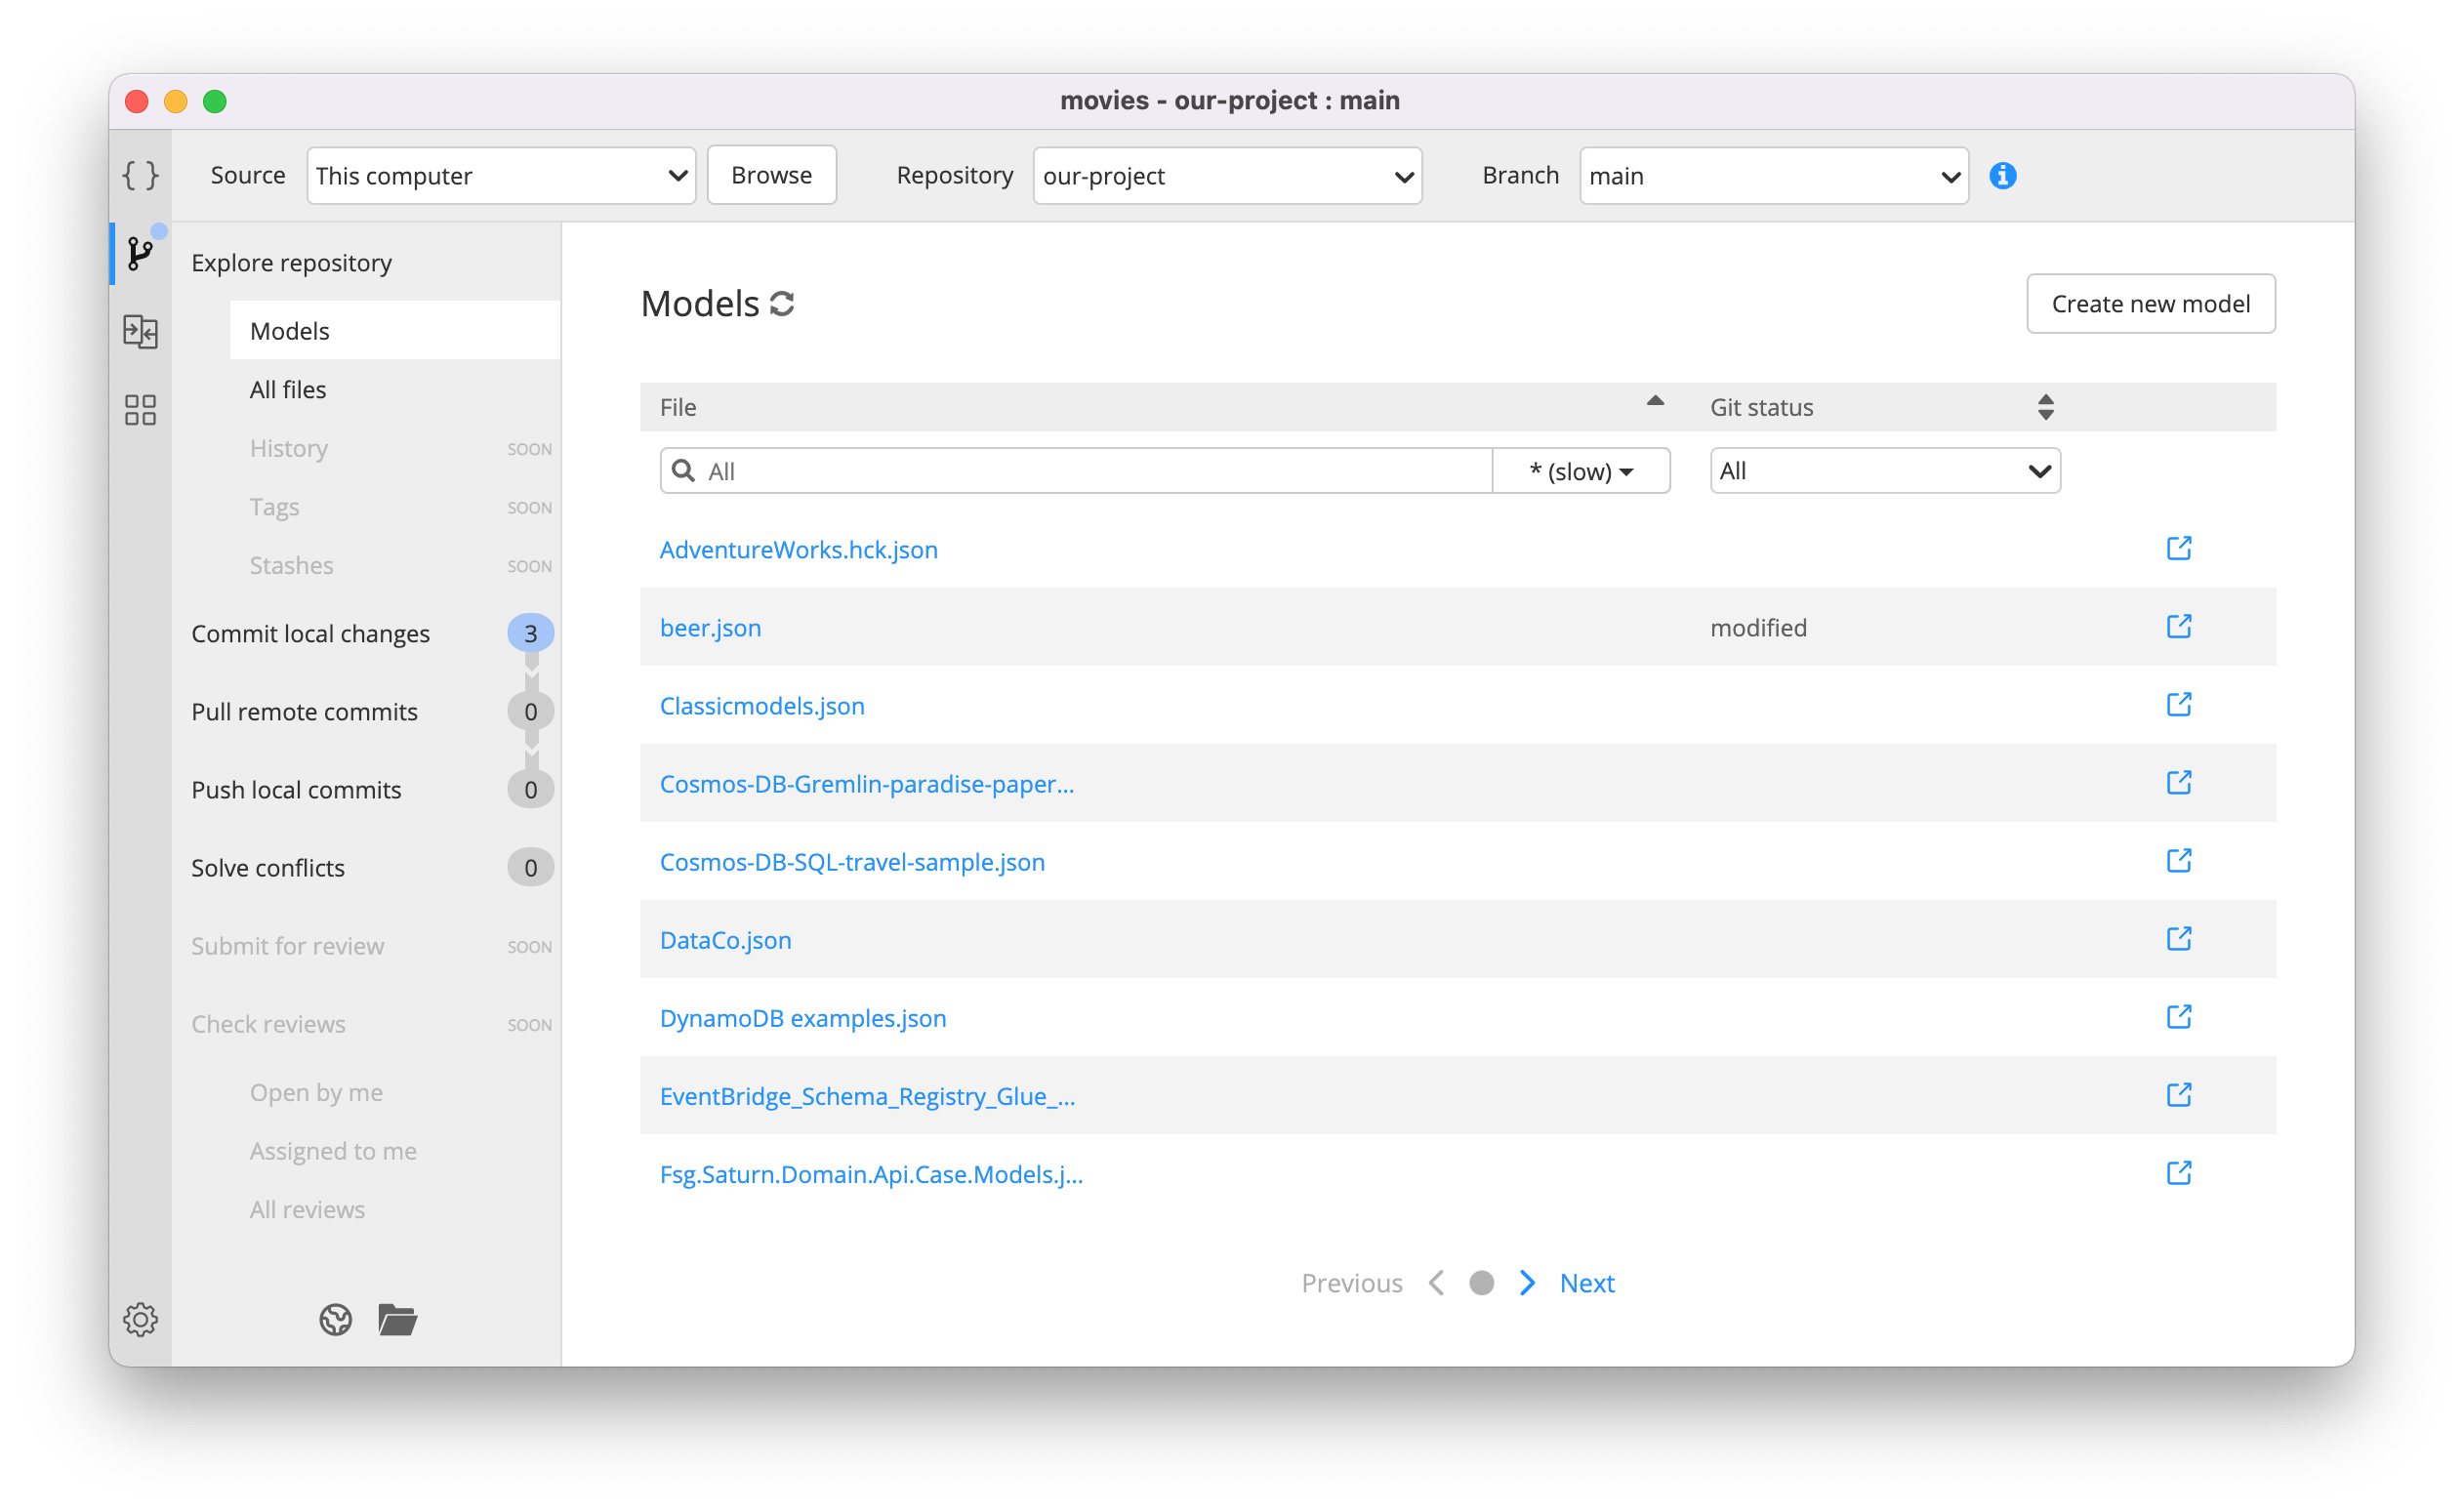 movies - our-project : main
Source This computer Browse Repository our-project Branch main
Explore repository
Models
All files
History SOON
Tags SOON
Stashes SOON
Commit local changes 3
Pull remote commits 0
Push local commits 0
Solve conflicts 0
Submit for review SOON
Check reviews SOON
Open by me
Assigned to me
All reviews
Models
Create new model
File Git status
All * (slow) All
AdventureWorks.hck.json
beer.json modified
Classicmodels.json
Cosmos-DB-Gremlin-paradise-paper...
Cosmos-DB-SQL-travel-sample.json
DataCo.json
DynamoDB examples.json
EventBridge_Schema_Registry_Glue_...
Fsg.Saturn.Domain.Api.Case.Models.j...
Previous Next